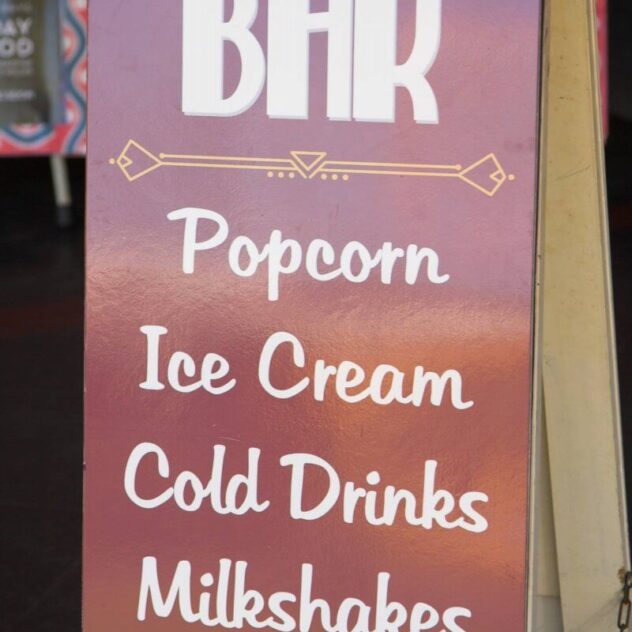 BAR
Popcorn
Ice Cream
Cold Drinks
Milkshakes